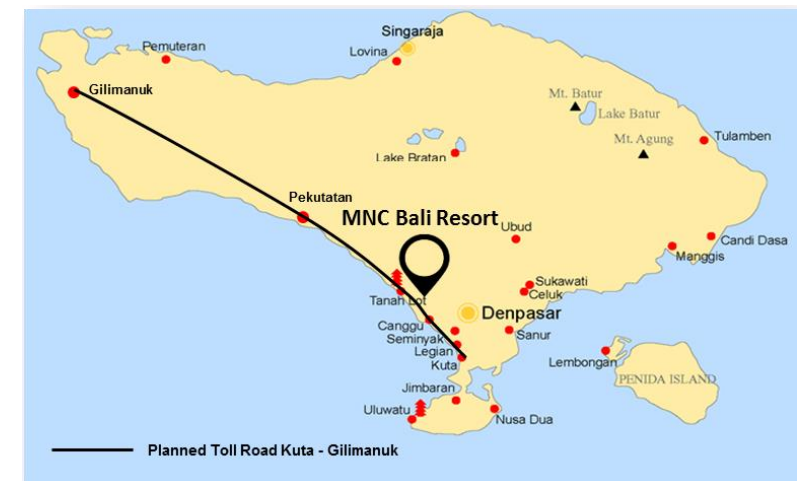 Singaraja
Pemuteran
Lovina
Gilimanuk
Mt. Batur
Lake Batur
Mt. Agung
Tulamben
Lake Bratan
Pekutatan
MNC Bali Resort
Ubud
Candi Dasa
Manggis
Sukawati
Celuk
Tanah Lot
Denpasar
Canggu
Seminyak
Sanur
Legian
Kuta
Lembongan
PENIDA ISLAND
Jimbaran
Uluwatu
Nusa Dua
Planned Toll Road Kuta - Gilimanuk